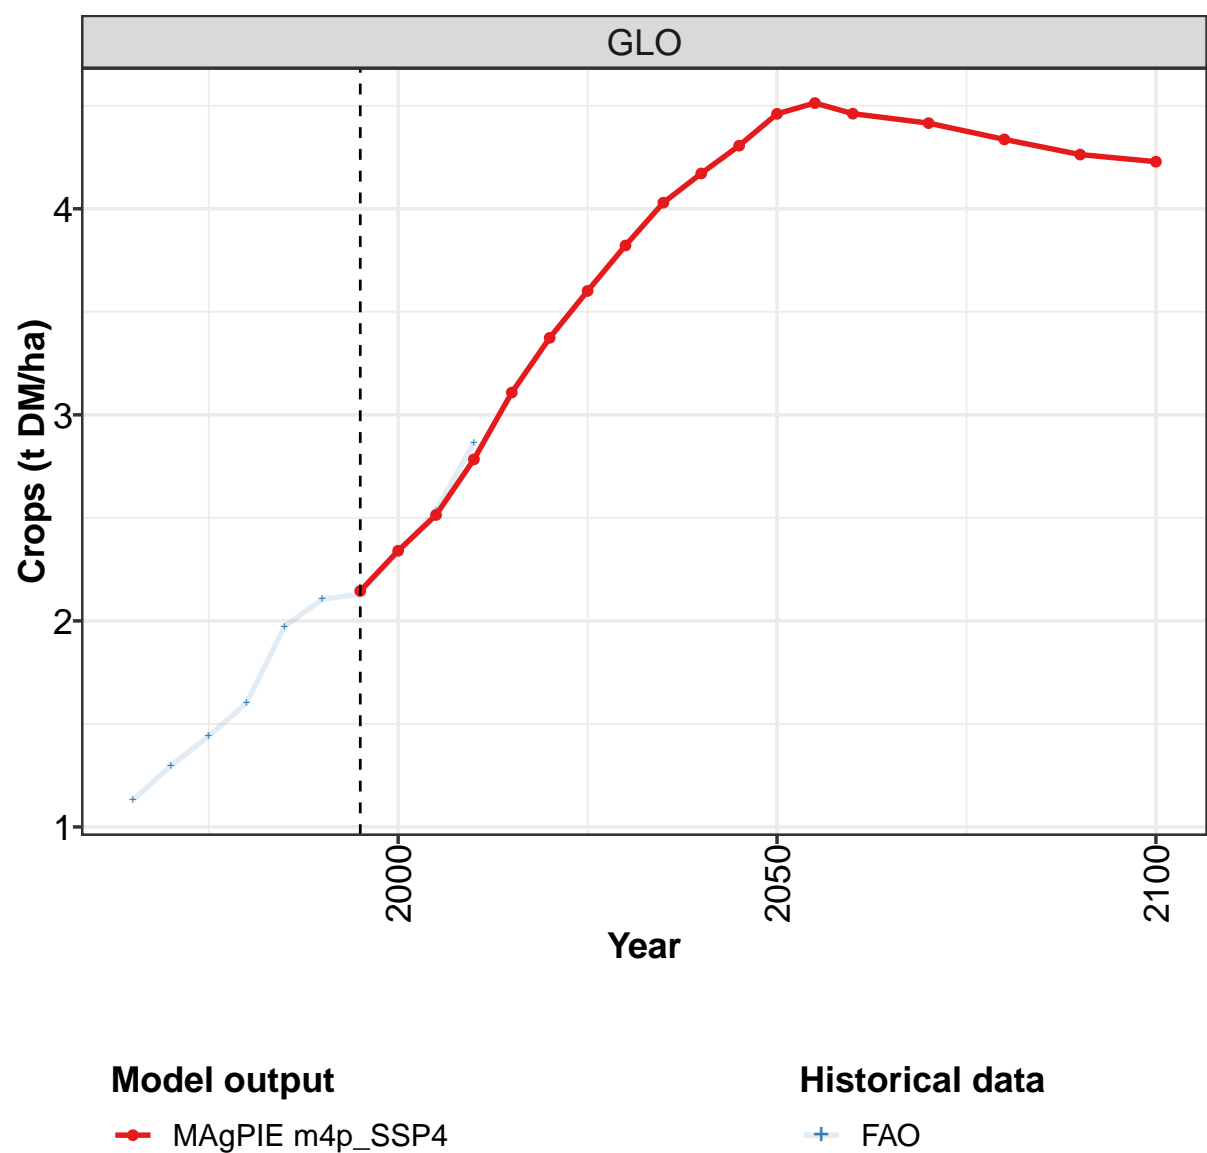 GLO
4
3
2
1
Crops (t DM/ha)
2000
2050
2100
Year
Model output
Historical data
MAgPIE m4p_SSP4
FAO